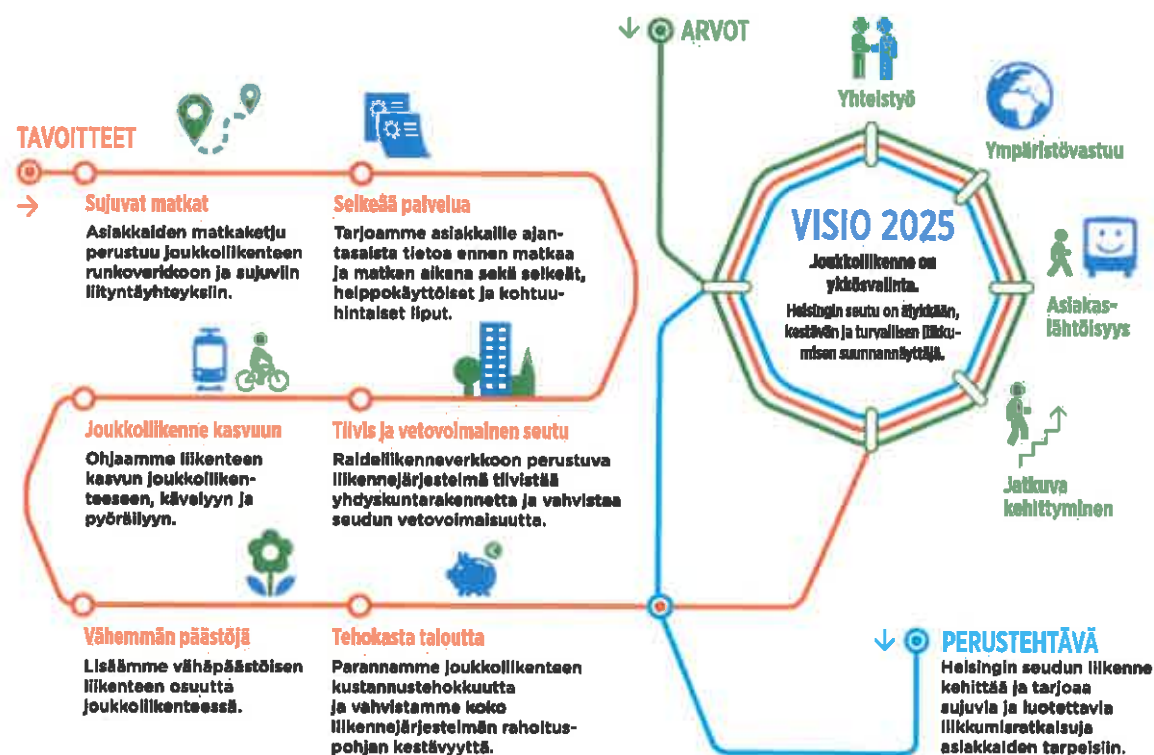 ARVOT
Yhteistyö
Ympäristövastuu
Asiakas-
lähtöisyys
Jatkuva
kehittyminen
VISIO 2025
Joukkoliikenne on
ykkösvalinta.
Helsingin seutu on älykkään,
kestävän ja turvallisen liikku-
misen suunnannäyttäjä.
TAVOITTEET
Sujuvat matkat
Asiakkaiden matkaketju
perustuu joukkoliikenteen
runkoverkkoon ja sujuviin
liityntäyhteyksiin.
Selkeää palvelua
Tarjoamme asiakkaille ajan-
tasaista tietoa ennen matkaa
ja matkan aikana sekä selkeät,
helppokäyttöiset ja kohtuu-
hintaiset liput.
Joukkoliikenne kasvuun
Ohjaamme liikenteen
kasvun joukkoliiken-
teeseen, kävelyyn ja
pyöräilyyn.
Tiivis ja vetovoimainen seutu
Raideliikenneverkkoon perustuva
liikennejärjestelmä tiivistää
yhdyskuntarakennetta ja vahvistaa
seudun vetovoimaisuutta.
Vähemmän päästöjä
Lisäämme vähäpäästöisen
liikenteen osuutta
joukkoliikenteessä.
Tehokasta taloutta
Parannamme joukkoliikenteen
kustannustehokkuutta
ja vahvistamme koko
liikennejärjestelmän rahoitus-
pohjan kestävyyttä.
PERUSTEHTÄVÄ
Helsingin seudun liikenne
kehittää ja tarjoaa
sujuvia ja luotettavia
liikkumisratkaisuja
asiakkaiden tarpeisiin.